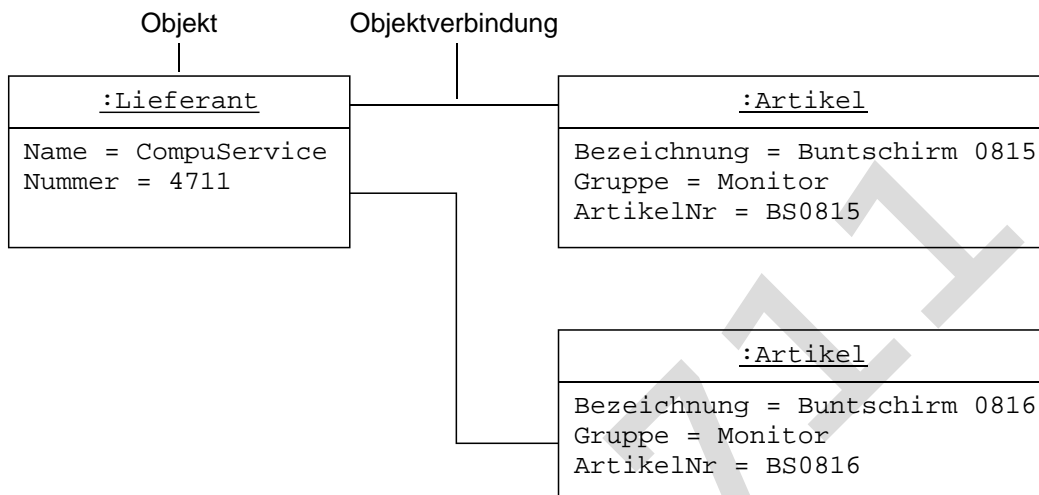 Objekt
Objektverbindung
:Lieferant
Name = CompuService
Nummer = 4711
:Artikel
Bezeichnung = Buntschirm 0815
Gruppe = Monitor
ArtikelNr = BS0815
:Artikel
Bezeichnung = Buntschirm 0816
Gruppe = Monitor
ArtikelNr = BS0816
711